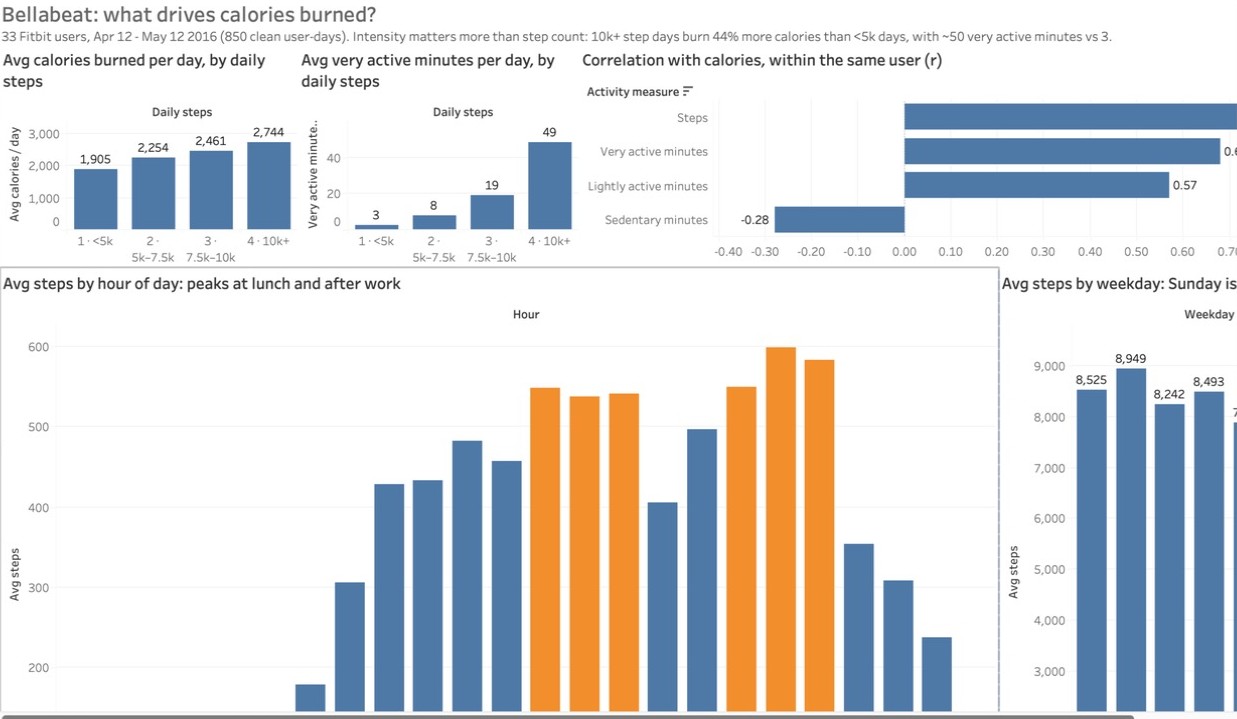 Bellabeat: what drives calories burned?
33 Fitbit users, Apr 12 - May 12 2016 (850 clean user-days). Intensity matters more than step count: 10k+ step days burn 44% more calories than <5k days, with ~50 very active minutes vs 3.
Avg calories burned per day, by daily
steps
Daily steps
Avg calories / day
3,000
2,000
1,000
0
1,905
2,254
2,461
2,744
1 · <5k
2 ·
5k–7.5k
3 ·
7.5k–10k
4 · 10k+
Avg very active minutes per day, by
daily steps
Daily steps
Very active minute..
40
20
0
3
8
19
49
1 · <5k
2 ·
5k–7.5k
3 ·
7.5k–10k
4 · 10k+
Correlation with calories, within the same user (r)
Activity measure
Steps
Very active minutes
Lightly active minutes
0.57
Sedentary minutes
-0.28
-0.40
-0.30
-0.20
-0.10
0.00
0.10
0.20
0.30
0.40
0.50
0.60
Avg steps by hour of day: peaks at lunch and after work
Hour
Avg steps
600
500
400
300
200
Avg steps by weekday: Sunday is
Weekday
Avg steps
9,000
8,000
7,000
6,000
5,000
4,000
3,000
8,525
8,949
8,242
8,493